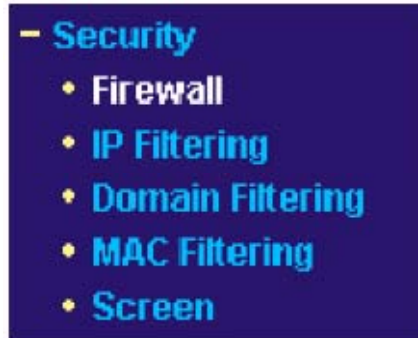 Security
Firewall
IP Filtering
Domain Filtering
MAC Filtering
Screen